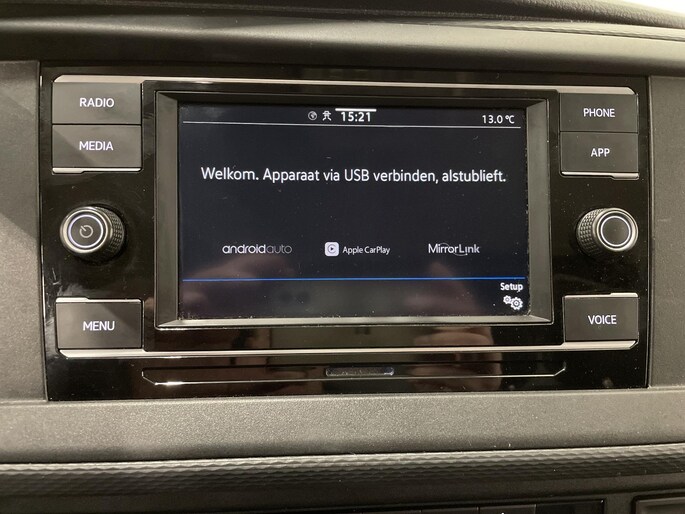 RADIO
MEDIA
MENU
15:21
13.0 °C
Welkom. Apparaat via USB verbinden, alstublieft.
androidauto Apple CarPlay MirrorLink
Setup
PHONE
APP
VOICE